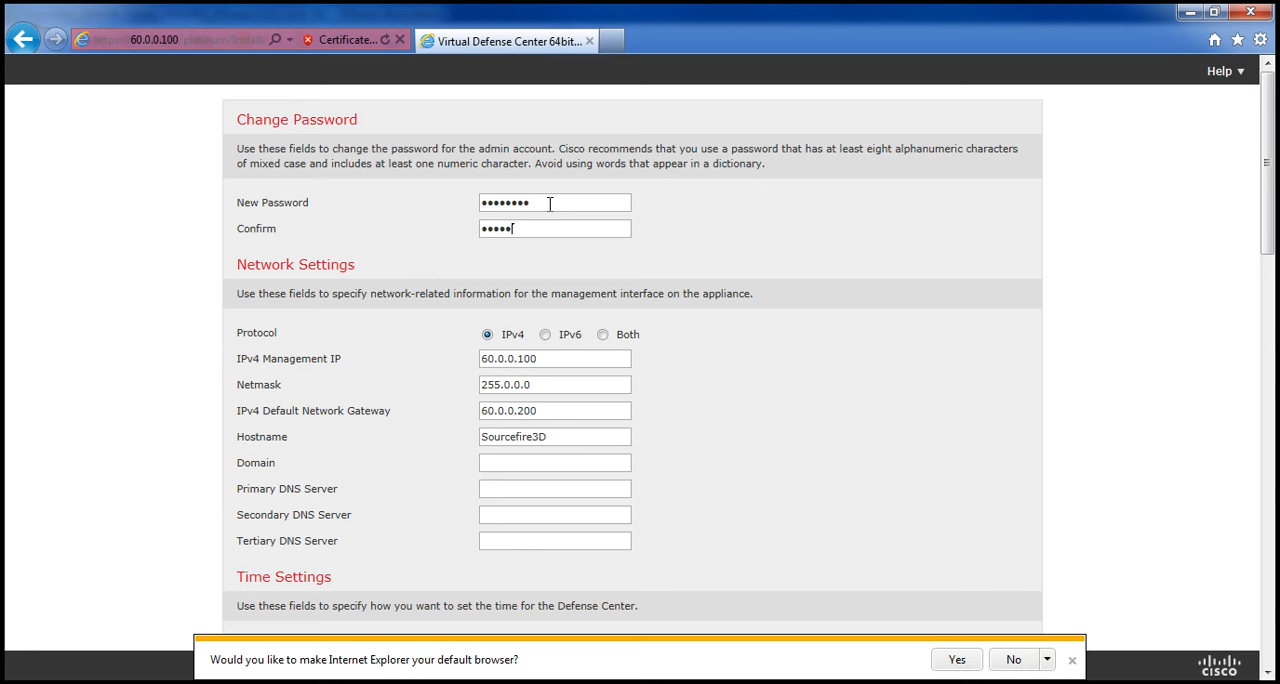 60.0.0.100/platinum/Install
Certificate...
Virtual Defense Center 64bit...
Help
Change Password
Use these fields to change the password for the admin account. Cisco recommends that you use a password that has at least eight alphanumeric characters
of mixed case and includes at least one numeric character. Avoid using words that appear in a dictionary.
New Password
Confirm
Network Settings
Use these fields to specify network-related information for the management interface on the appliance.
Protocol IPv4 IPv6 Both
IPv4 Management IP 60.0.0.100
Netmask 255.0.0.0
IPv4 Default Network Gateway 60.0.0.200
Hostname Sourcefire3D
Domain
Primary DNS Server
Secondary DNS Server
Tertiary DNS Server
Time Settings
Use these fields to specify how you want to set the time for the Defense Center.
Would you like to make Internet Explorer your default browser? Yes No
CISCO